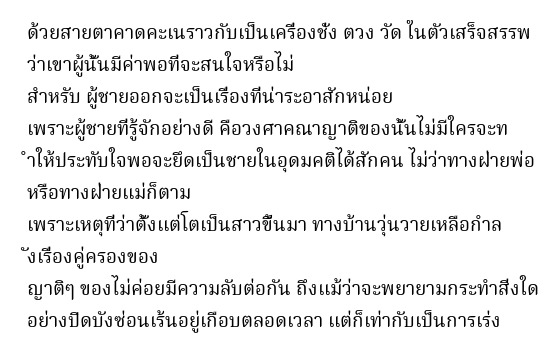 ด้วยสายตาคาดคะเนราวกับเป็นเครื่องชั่ง ตวง วัด ในตัวเสร็จสรรพ
ว่าเขาผู้นั้นมีค่าพอที่จะสนใจหรือไม่
สำหรับ ผู้ชายออกจะเป็นเรื่องที่น่าระอาสักหน่อย
เพราะผู้ชายที่รู้จักอย่างดี คือวงศาคณาญาติของนั้นไม่มีใครจะท
ำให้ประทับใจพอจะยึดเป็นชายในอุดมคติได้สักคน ไม่ว่าทางฝ่ายพ่อ
หรือทางฝ่ายแม่ก็ตาม
เพราะเหตุที่ว่าตั้งแต่โตเป็นสาวขึ้นมา ทางบ้านวุ่นวายเหลือกำล
ังเรื่องคู่ครองของ
ญาติๆ ของไม่ค่อยมีความลับต่อกัน ถึงแม้ว่าจะพยายามกระทำสิ่งใด
อย่างปิดบังซ่อนเร้นอยู่เกือบตลอดเวลา แต่ก็เท่ากับเป็นการเร่ง